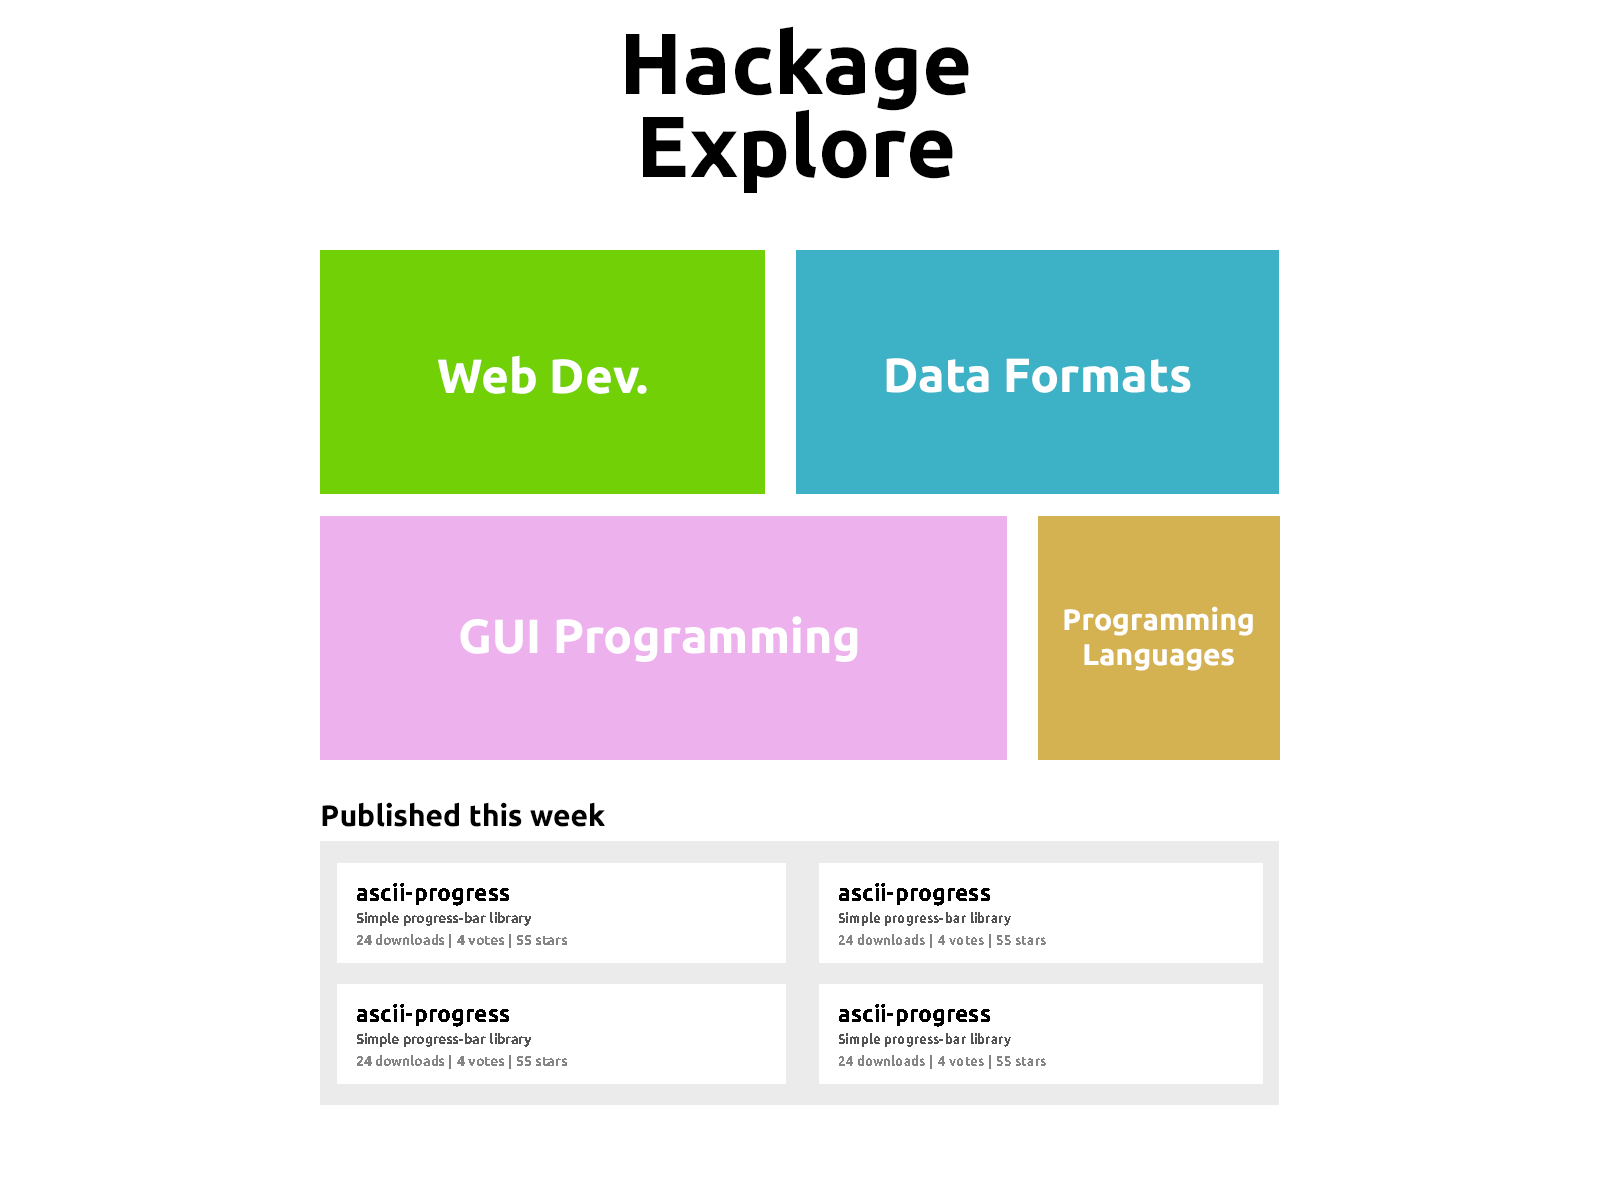 Hackage
Explore
Web Dev.
Data Formats
GUI Programming
Programming
Languages
Published this week
ascii-progress
Simple progress-bar library
24 downloads | 4 votes | 55 stars
ascii-progress
Simple progress-bar library
24 downloads | 4 votes | 55 stars
ascii-progress
Simple progress-bar library
24 downloads | 4 votes | 55 stars
ascii-progress
Simple progress-bar library
24 downloads | 4 votes | 55 stars